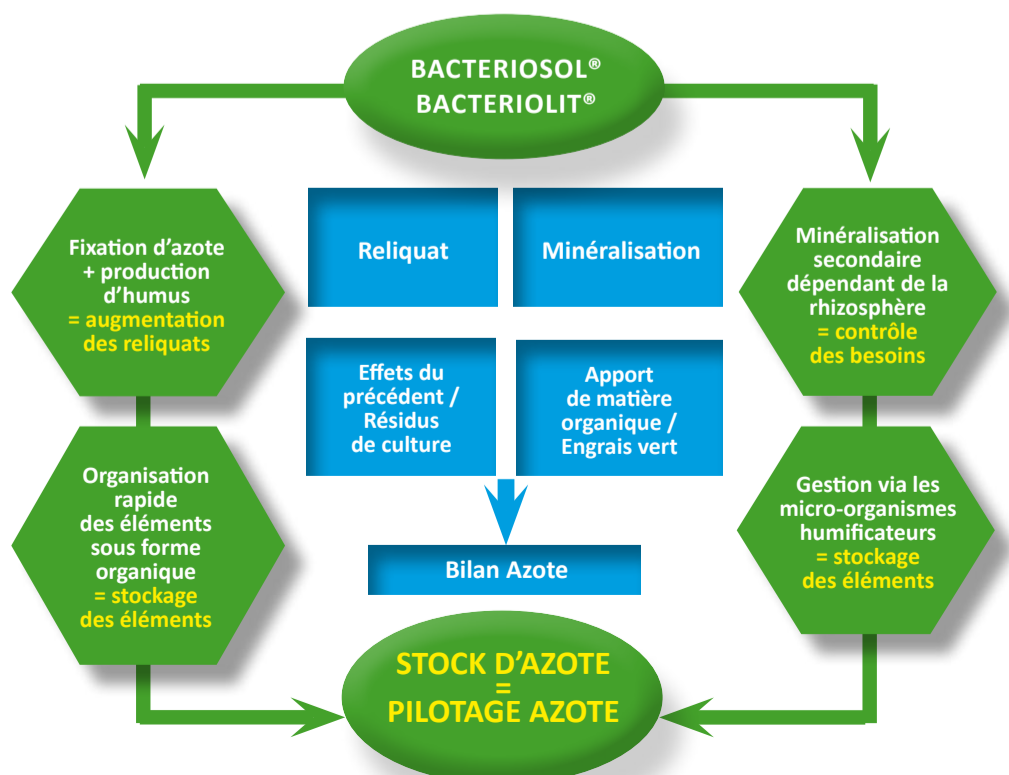 BACTERIOSOL®
BACTERIOLIT®
Fixation d’azote
+ production
d’humus
= augmentation
des reliquats
Reliquat
Minéralisation
Minéralisation
secondaire
dépendant de la
rhizosphère
= contrôle
des besoins
Effets du
précédent /
Résidus
de culture
Apport
de matière
organique /
Engrais vert
Organisation
rapide
des éléments
sous forme
organique
= stockage
des éléments
Gestion via les
micro-organismes
humificateurs
= stockage
des éléments
Bilan Azote
STOCK D’AZOTE
=
PILOTAGE AZOTE